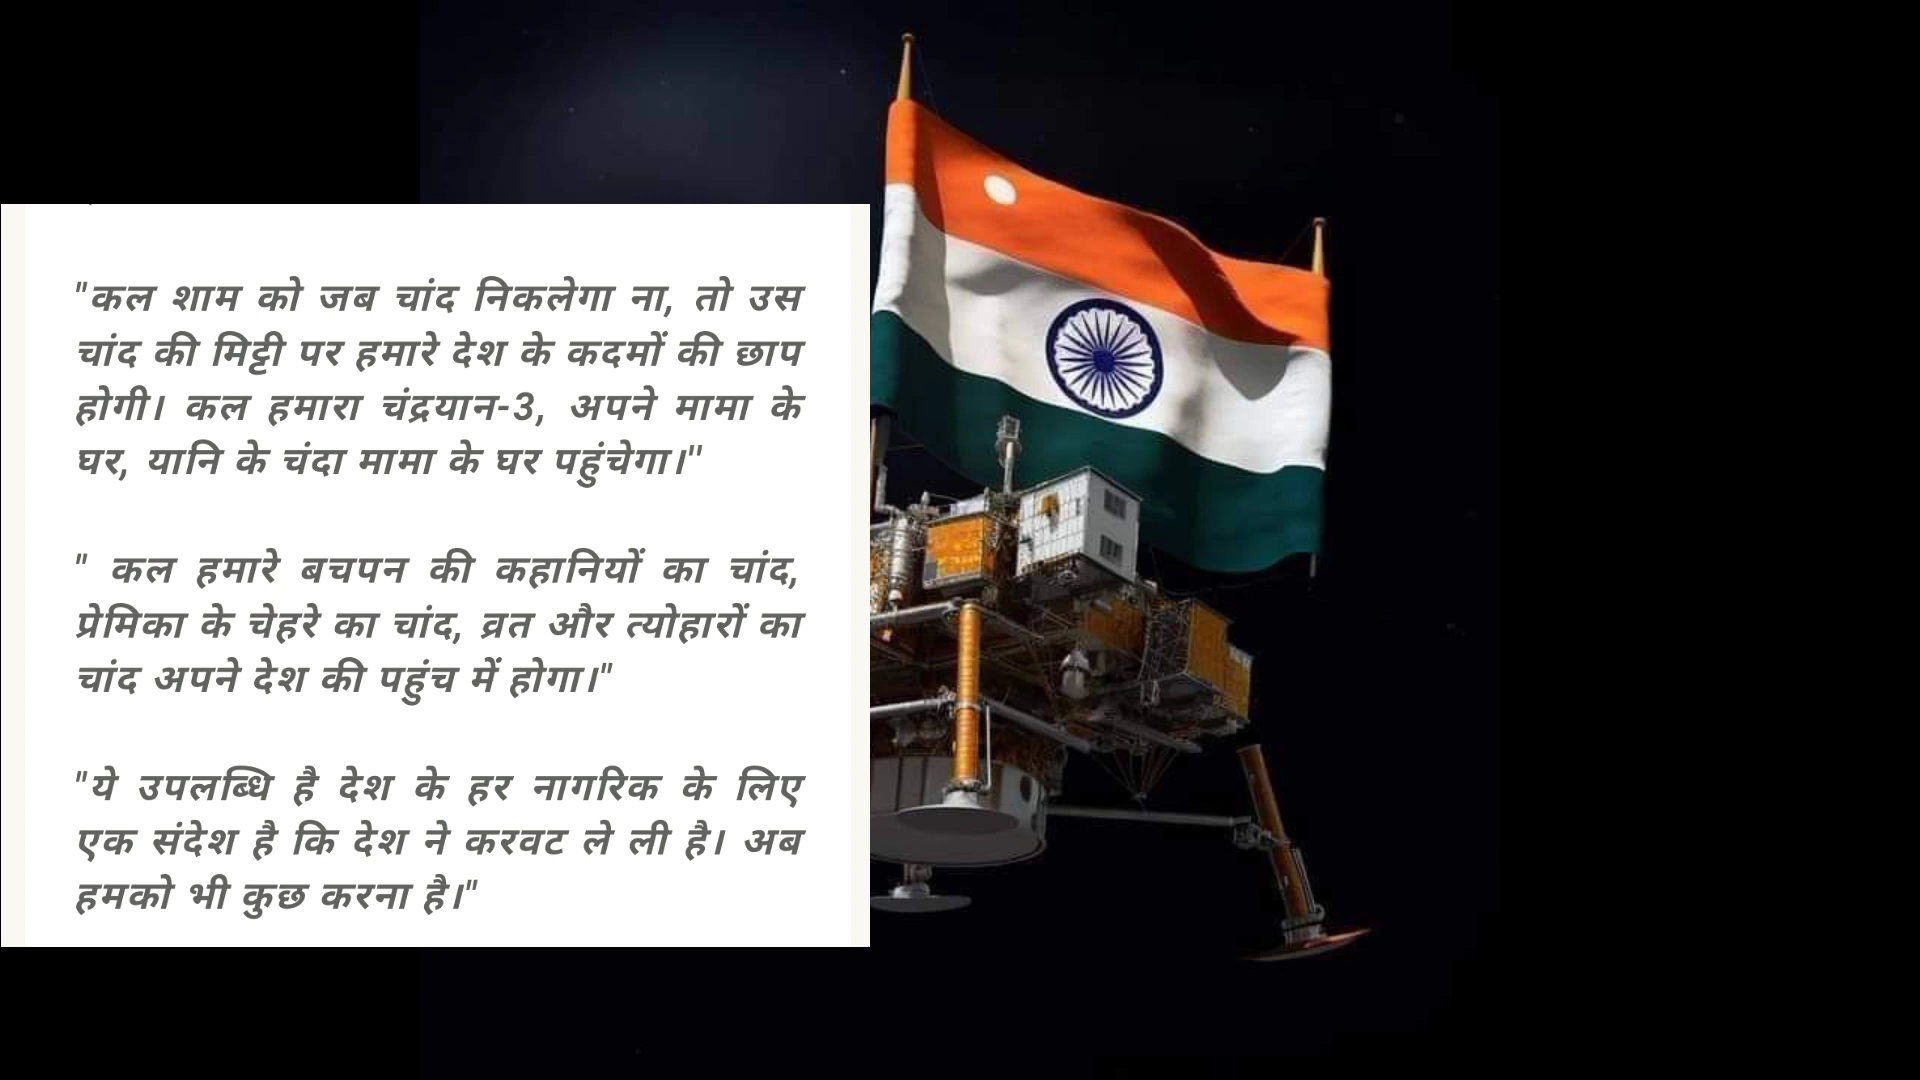 "कल शाम को जब चांद निकलेगा ना, तो उस
चांद की मिट्टी पर हमारे देश के कदमों की छाप
होगी। कल हमारा चंद्रयान-3, अपने मामा के
घर, यानि के चंदा मामा के घर पहुंचेगा।''
" कल हमारे बचपन की कहानियों का चांद,
प्रेमिका के चेहरे का चांद, व्रत और त्योहारों का
चांद अपने देश की पहुंच में होगा।"
"ये उपलब्धि है देश के हर नागरिक के लिए
एक संदेश है कि देश ने करवट ले ली है। अब
हमको भी कुछ करना है।"